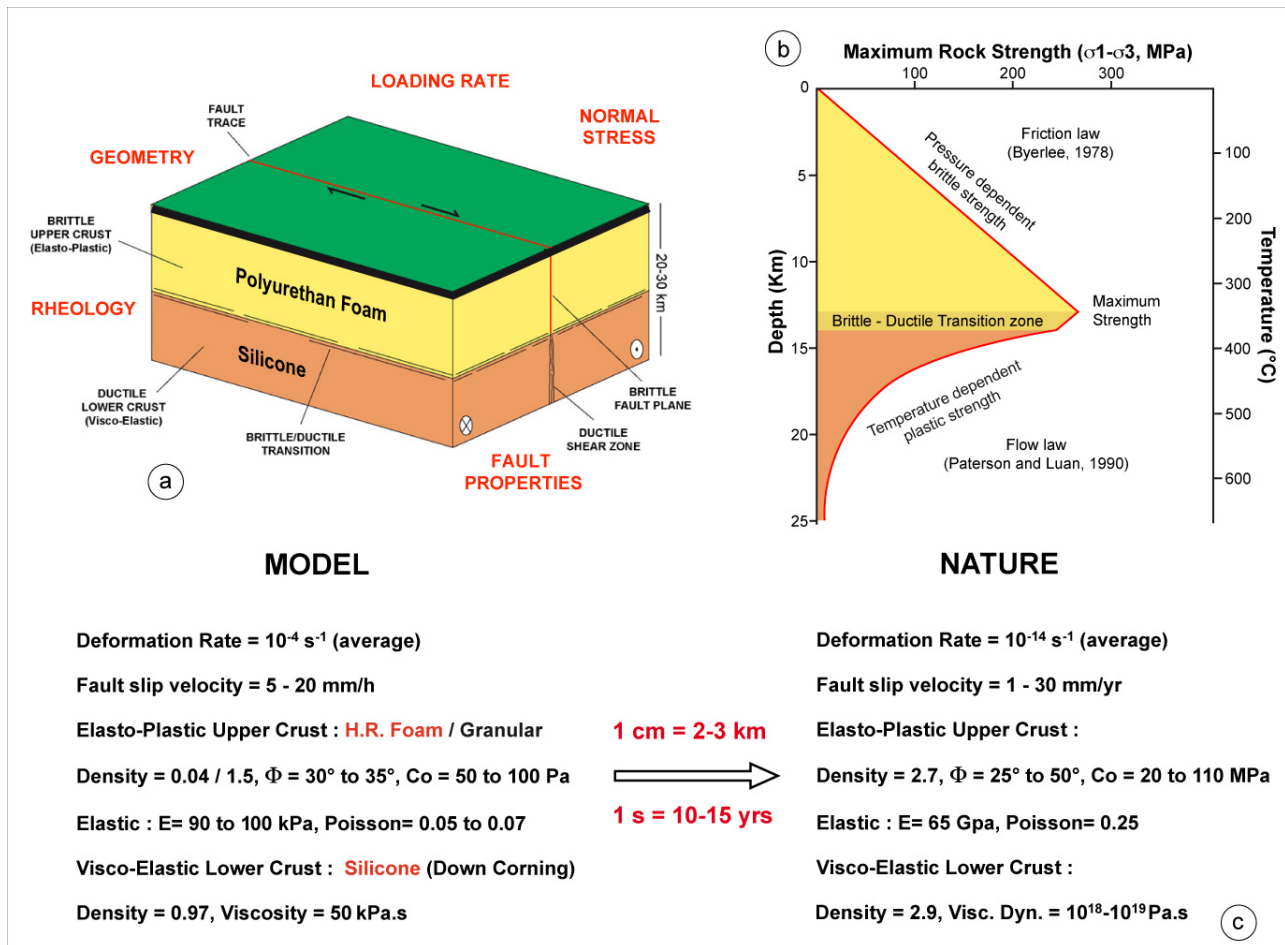 LOADING RATE
FAULT
TRACE
NORMAL
STRESS
GEOMETRY
BRITTLE
UPPER CRUST
(Elasto-Plastic)
Polyurethan Foam
20-30 km
RHEOLOGY
Silicone
DUCTILE
LOWER CRUST
(Visco-Elastic)
BRITTLE/DUCTILE
TRANSITION
BRITTLE
FAULT PLANE
DUCTILE
SHEAR ZONE
FAULT
PROPERTIES
a
b
Maximum Rock Strength (σ1-σ3, MPa)
100 200 300
0
5
10
15
20
25
Depth (Km)
100
200
300
400
500
600
Temperature (°C)
Friction law
(Byerlee, 1978)
Pressure dependent
brittle strength
Maximum
Strength
Brittle - Ductile Transition zone
Temperature dependent
plastic strength
Flow law
(Paterson and Luan, 1990)
MODEL
Deformation Rate = 10⁻⁴ s⁻¹ (average)
Fault slip velocity = 5 - 20 mm/h
Elasto-Plastic Upper Crust : H.R. Foam / Granular
Density = 0.04 / 1.5, Φ = 30° to 35°, Co = 50 to 100 Pa
Elastic : E= 90 to 100 kPa, Poisson= 0.05 to 0.07
Visco-Elastic Lower Crust : Silicone (Down Corning)
Density = 0.97, Viscosity = 50 kPa.s
1 cm = 2-3 km
1 s = 10-15 yrs
NATURE
Deformation Rate = 10⁻¹⁴ s⁻¹ (average)
Fault slip velocity = 1 - 30 mm/yr
Elasto-Plastic Upper Crust :
Density = 2.7, Φ = 25° to 50°, Co = 20 to 110 MPa
Elastic : E= 65 Gpa, Poisson= 0.25
Visco-Elastic Lower Crust :
Density = 2.9, Visc. Dyn. = 10¹⁸-10¹⁹ Pa.s
c